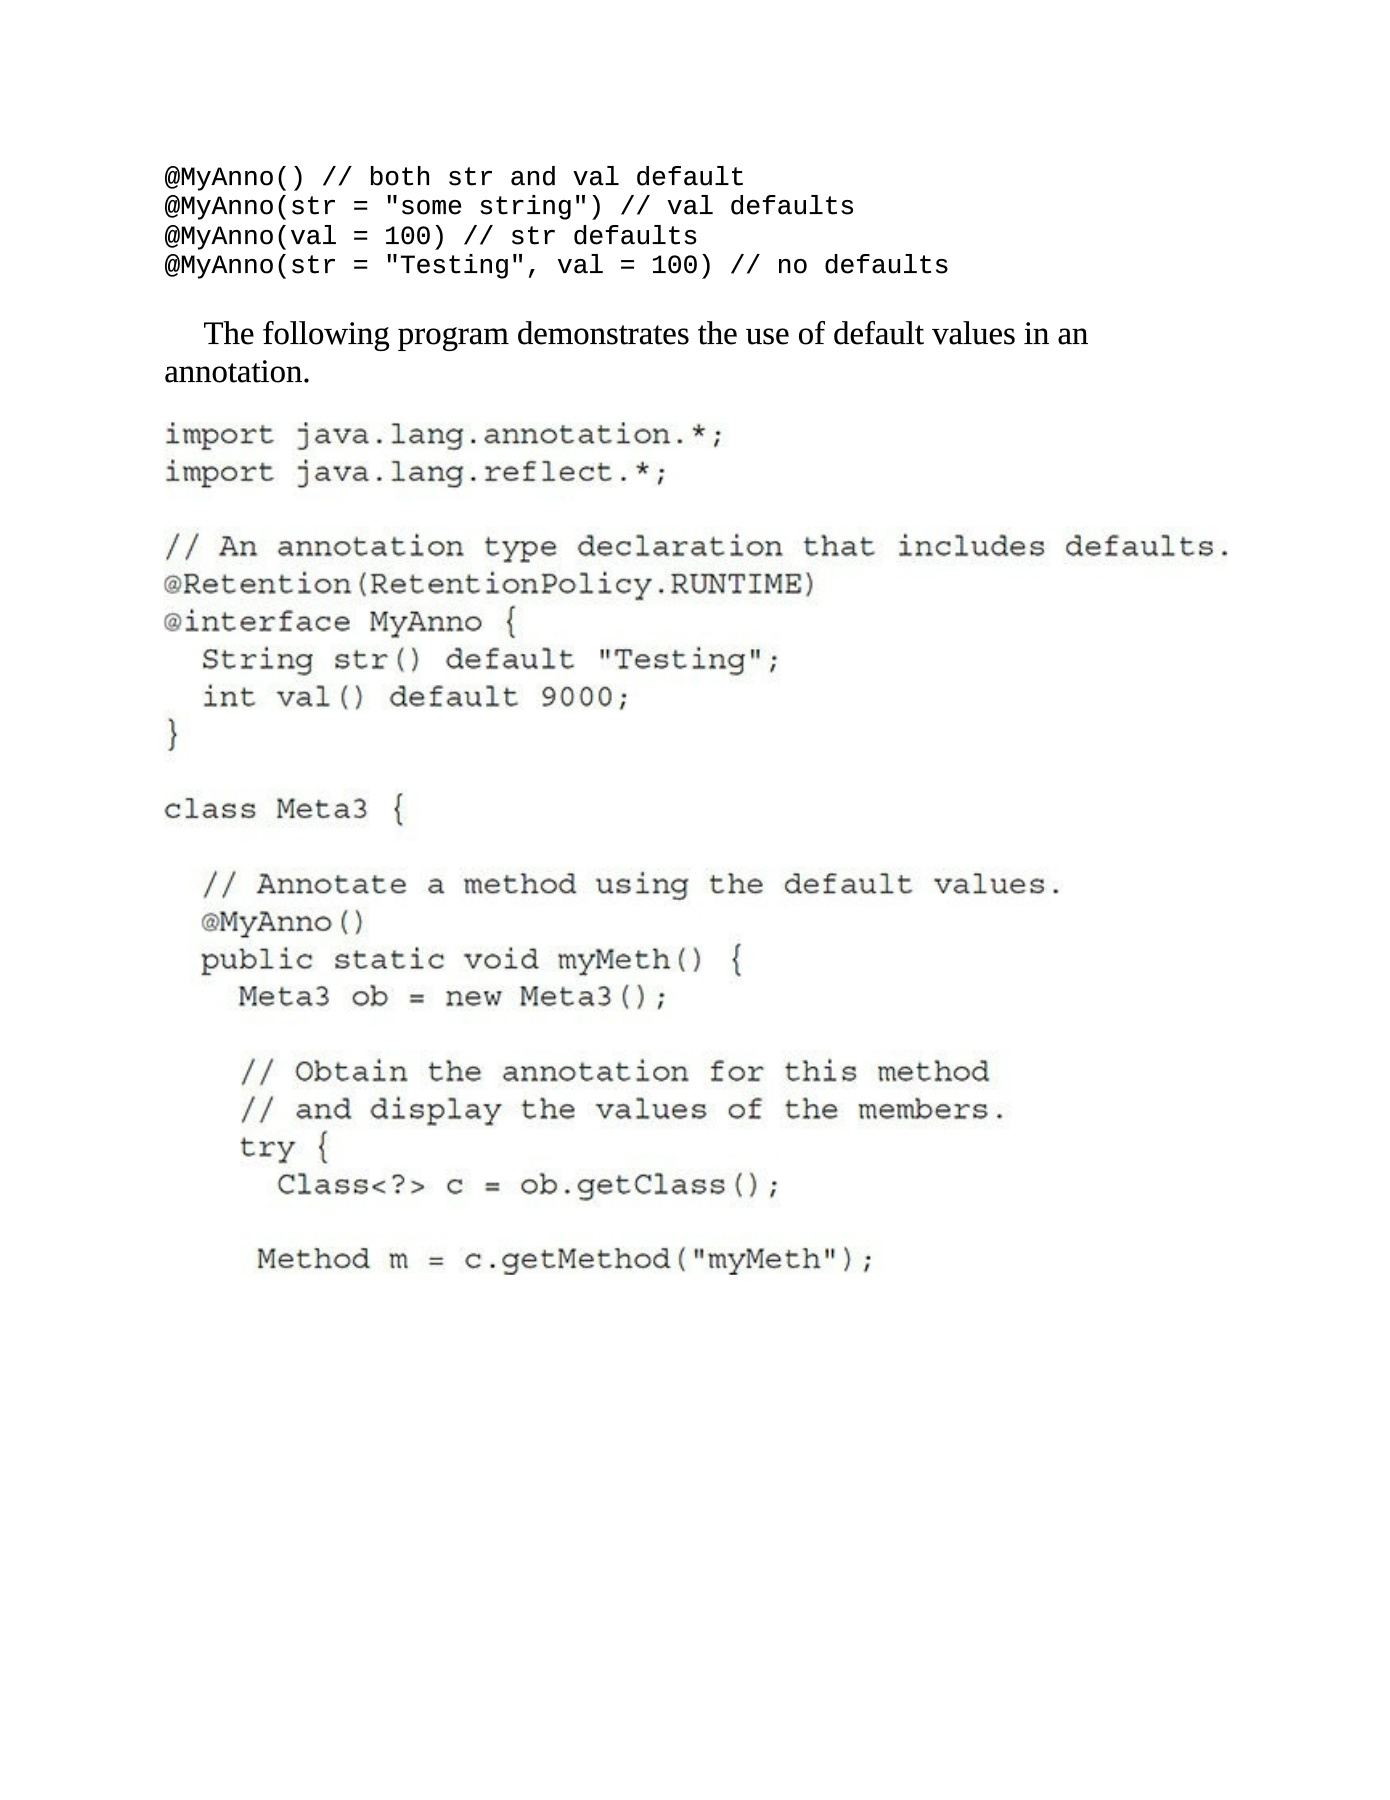 @MyAnno() // both str and val default
@MyAnno(str = "some string") // val defaults
@MyAnno(val = 100) // str defaults
@MyAnno(str = "Testing", val = 100) // no defaults
The following program demonstrates the use of default values in an
annotation.
import java.lang.annotation.*;
import java.lang.reflect.*;
// An annotation type declaration that includes defaults.
@Retention(RetentionPolicy.RUNTIME)
@interface MyAnno {
  String str() default "Testing";
  int val() default 9000;
}
class Meta3 {
  // Annotate a method using the default values.
  @MyAnno()
  public static void myMeth() {
    Meta3 ob = new Meta3();
    // Obtain the annotation for this method
    // and display the values of the members.
    try {
      Class<?> c = ob.getClass();
     Method m = c.getMethod("myMeth");